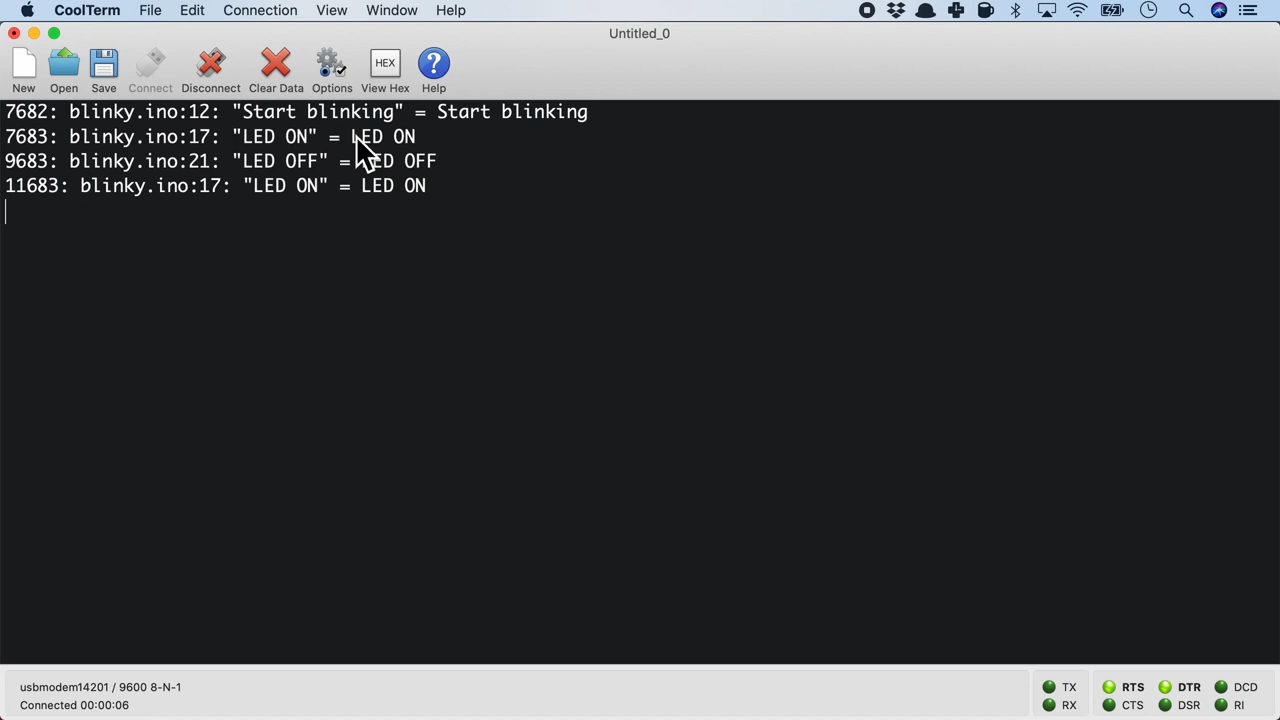 CoolTerm File Edit Connection View Window Help
Untitled_0
HEX
New Open Save Connect Disconnect Clear Data Options View Hex Help
7682: blinky.ino:12: "Start blinking" = Start blinking
7683: blinky.ino:17: "LED ON" = LED ON
9683: blinky.ino:21: "LED OFF" = LED OFF
11683: blinky.ino:17: "LED ON" = LED ON
usbmodem14201 / 9600 8-N-1
Connected 00:00:06
TX RTS DTR DCD
RX CTS DSR RI